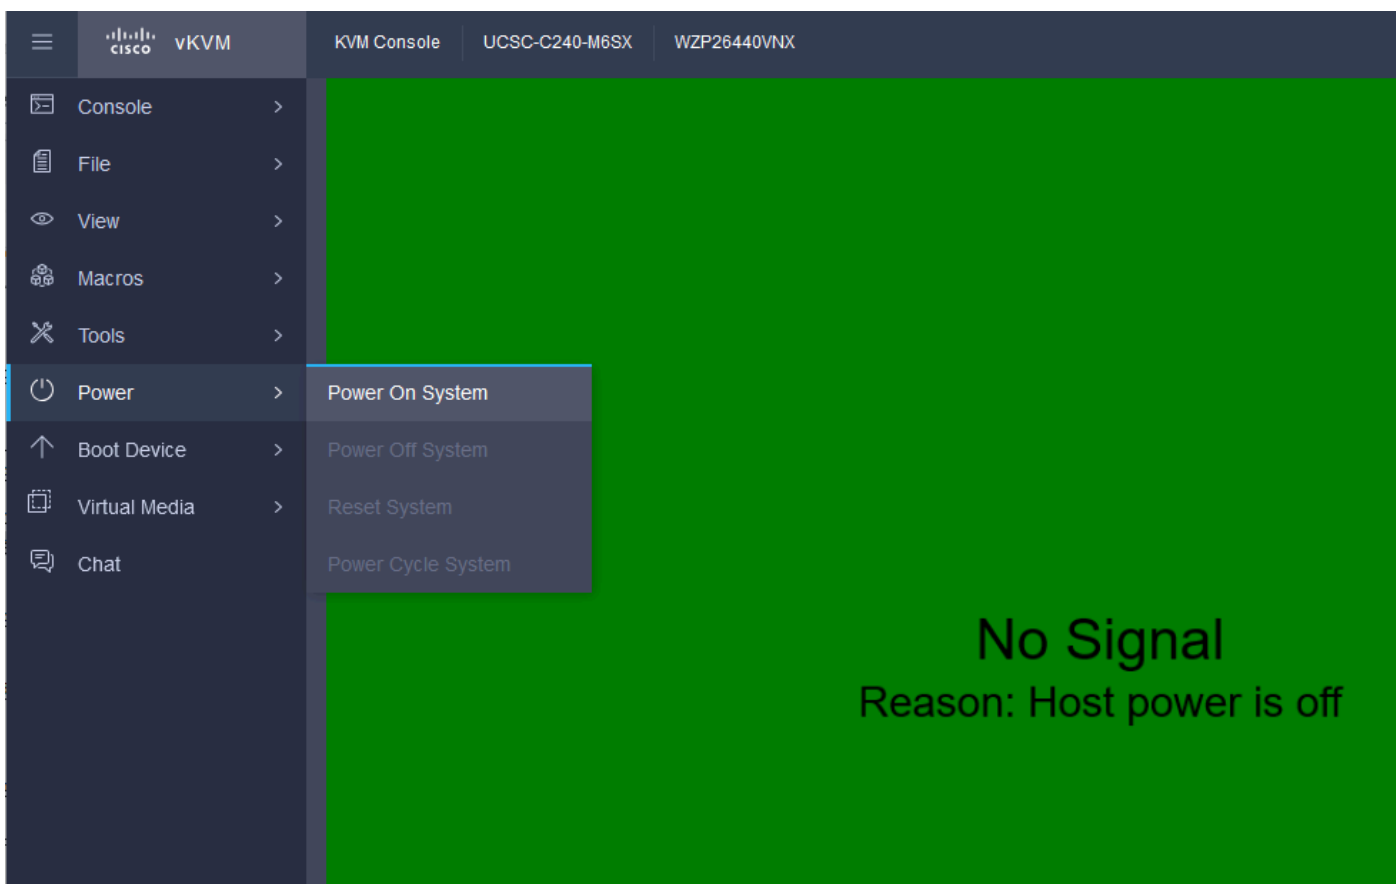 cisco vKVM KVM Console UCSC-C240-M6SX WZP26440VNX
Console
File
View
Macros
Tools
Power
Power On System
Boot Device
Power Off System
Virtual Media
Reset System
Chat
Power Cycle System
No Signal
Reason: Host power is off